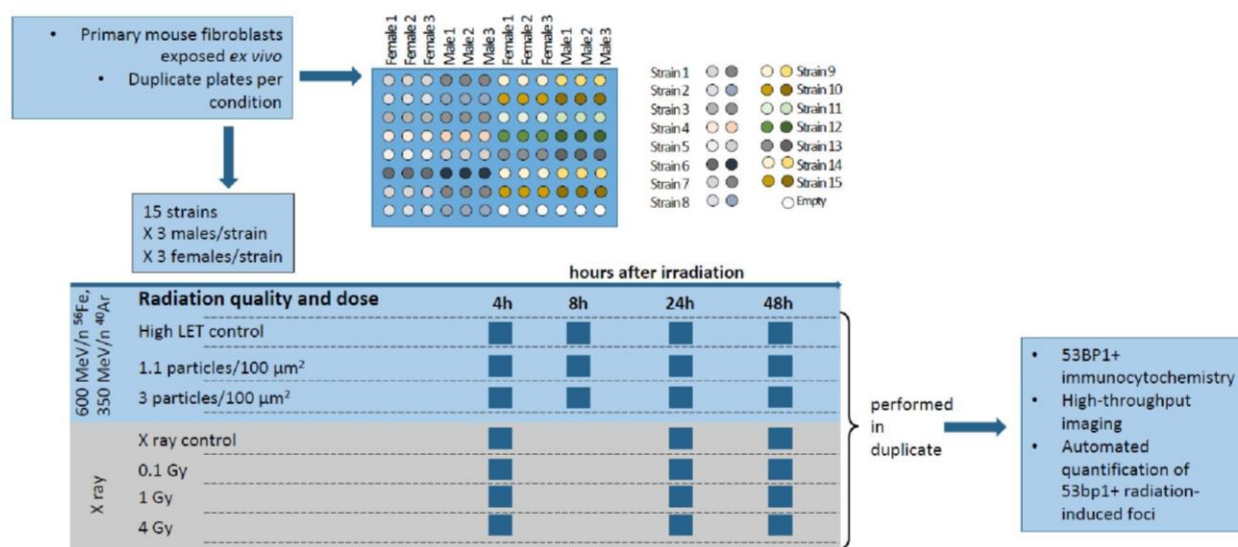 • Primary mouse fibroblasts
exposed ex vivo
• Duplicate plates per
condition
Female 1
Female 2
Female 3
Male 1
Male 2
Male 3
Female 1
Female 2
Female 3
Male 1
Male 2
Male 3
Strain 1
Strain 2
Strain 3
Strain 4
Strain 5
Strain 6
Strain 7
Strain 8
Strain 9
Strain 10
Strain 11
Strain 12
Strain 13
Strain 14
Strain 15
Empty
15 strains
X 3 males/strain
X 3 females/strain
hours after irradiation
Radiation quality and dose 4h 8h 24h 48h
600 MeV/n ⁵⁶Fe,
350 MeV/n ⁴⁰Ar
High LET control
1.1 particles/100 µm²
3 particles/100 µm²
X ray
X ray control
0.1 Gy
1 Gy
4 Gy
performed
in
duplicate
• 53BP1+
immunocytochemistry
• High-throughput
imaging
• Automated
quantification of
53bp1+ radiation-
induced foci